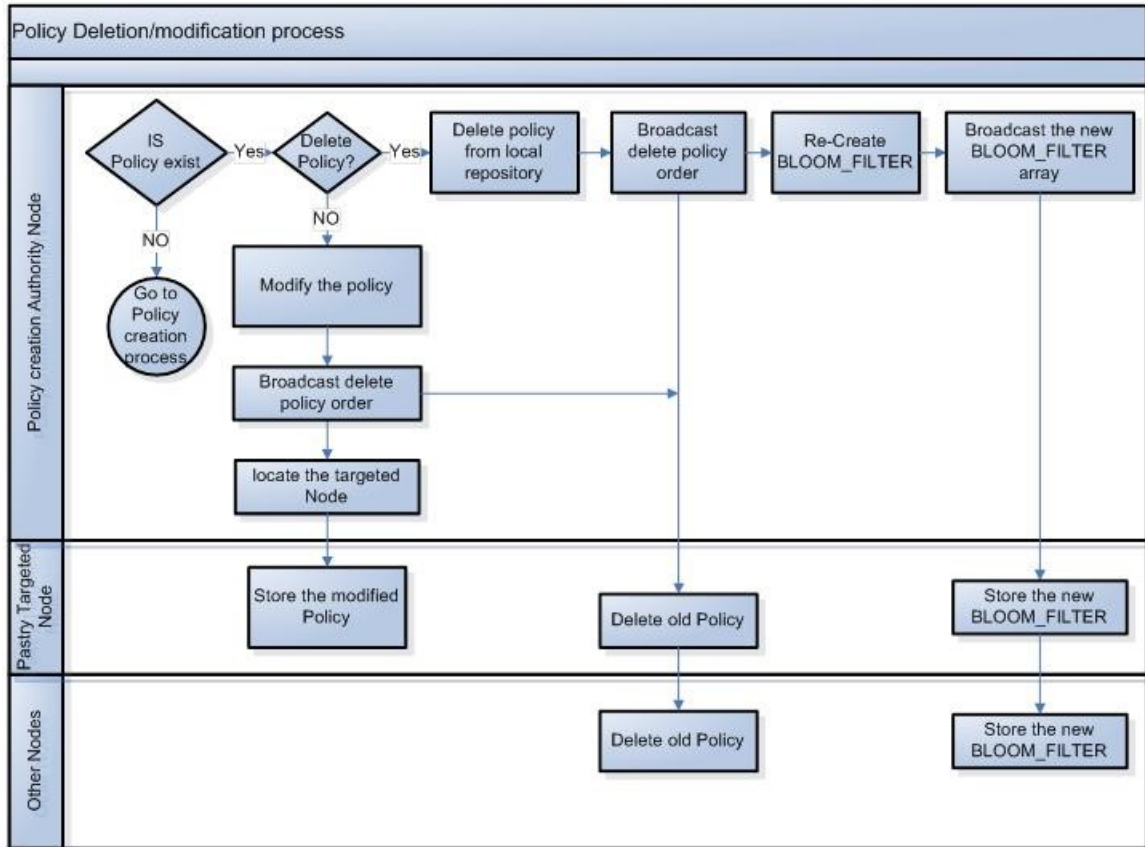 Policy Deletion/modification process
Policy creation Authority Node
IS
Policy exist
Yes
Delete
Policy?
Yes
Delete policy
from local
repository
Broadcast
delete policy
order
Re-Create
BLOOM_FILTER
Broadcast the new
BLOOM_FILTER
array
NO
NO
Go to
Policy
creation
process
Modify the policy
Broadcast delete
policy order
locate the targeted
Node
Pastry Targeted
Node
Store the modified
Policy
Delete old Policy
Store the new
BLOOM_FILTER
Other Nodes
Delete old Policy
Store the new
BLOOM_FILTER